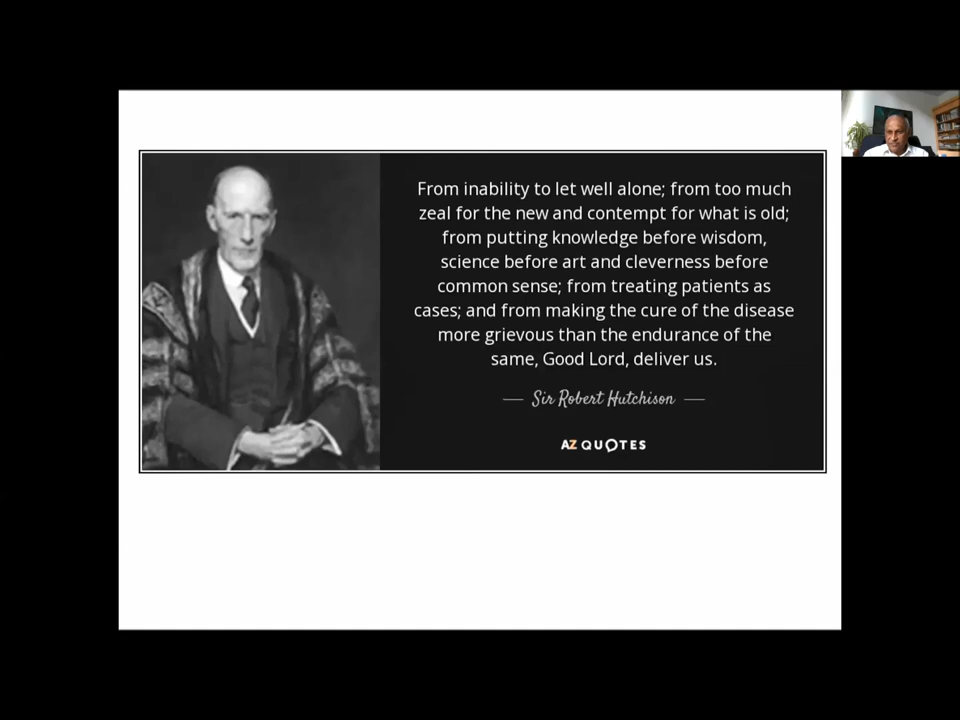 From inability to let well alone; from too much
zeal for the new and contempt for what is old;
from putting knowledge before wisdom,
science before art and cleverness before
common sense; from treating patients as
cases; and from making the cure of the disease
more grievous than the endurance of the
same, Good Lord, deliver us.
— Sir Robert Hutchison —
AZ QUOTES